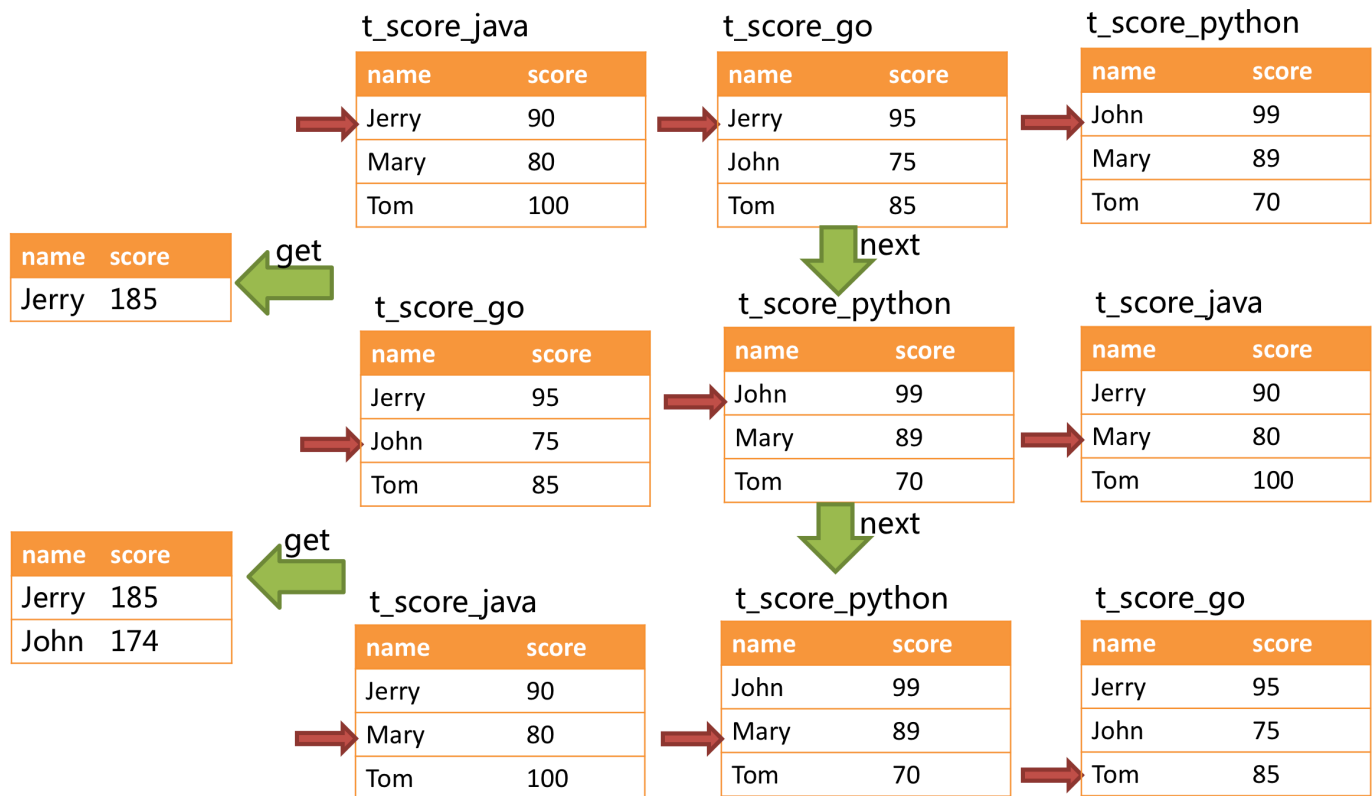 t_score_java
name score
Jerry 90
Mary 80
Tom 100
t_score_go
name score
Jerry 95
John 75
Tom 85
t_score_python
name score
John 99
Mary 89
Tom 70
next
get
name score
Jerry 185
t_score_go
name score
Jerry 95
John 75
Tom 85
t_score_python
name score
John 99
Mary 89
Tom 70
t_score_java
name score
Jerry 90
Mary 80
Tom 100
next
get
name score
Jerry 185
John 174
t_score_java
name score
Jerry 90
Mary 80
Tom 100
t_score_python
name score
John 99
Mary 89
Tom 70
t_score_go
name score
Jerry 95
John 75
Tom 85